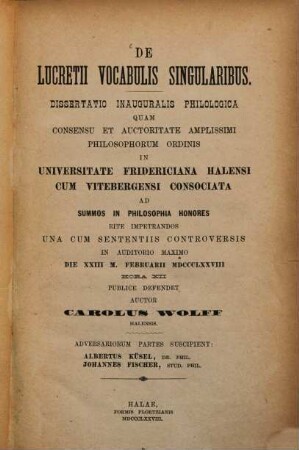 DE
LUCRETII VOCABULIS SINGULARIBUS.
DISSERTATIO INAUGURALIS PHILOLOGICA
QUAM
CONSENSU ET AUCTORITATE AMPLISSIMI
PHILOSOPHORUM ORDINIS
IN
UNIVERSITATE FRIDERICIANA HALENSI
CUM VITEBERGENSI CONSOCIATA
AD
SUMMOS IN PHILOSOPHIA HONORES
RITE IMPETRANDOS
UNA CUM SENTENTIIS CONTROVERSIS
IN AUDITORIO MAXIMO
DIE XXIII M. FEBRUARII MDCCCLXXVIII
HORA XII
PUBLICE DEFENDET
AUCTOR
CAROLUS WOLFF
HALENSIS.
ADVERSARIORUM PARTES SUSCIPIENT:
ALBERTUS KÜSEL, DR. PHIL.
JOHANNES FISCHER, STUD. PHIL.
HALAE,
FORMIS PLOETZIANIS
MDCCCLXXVIII.